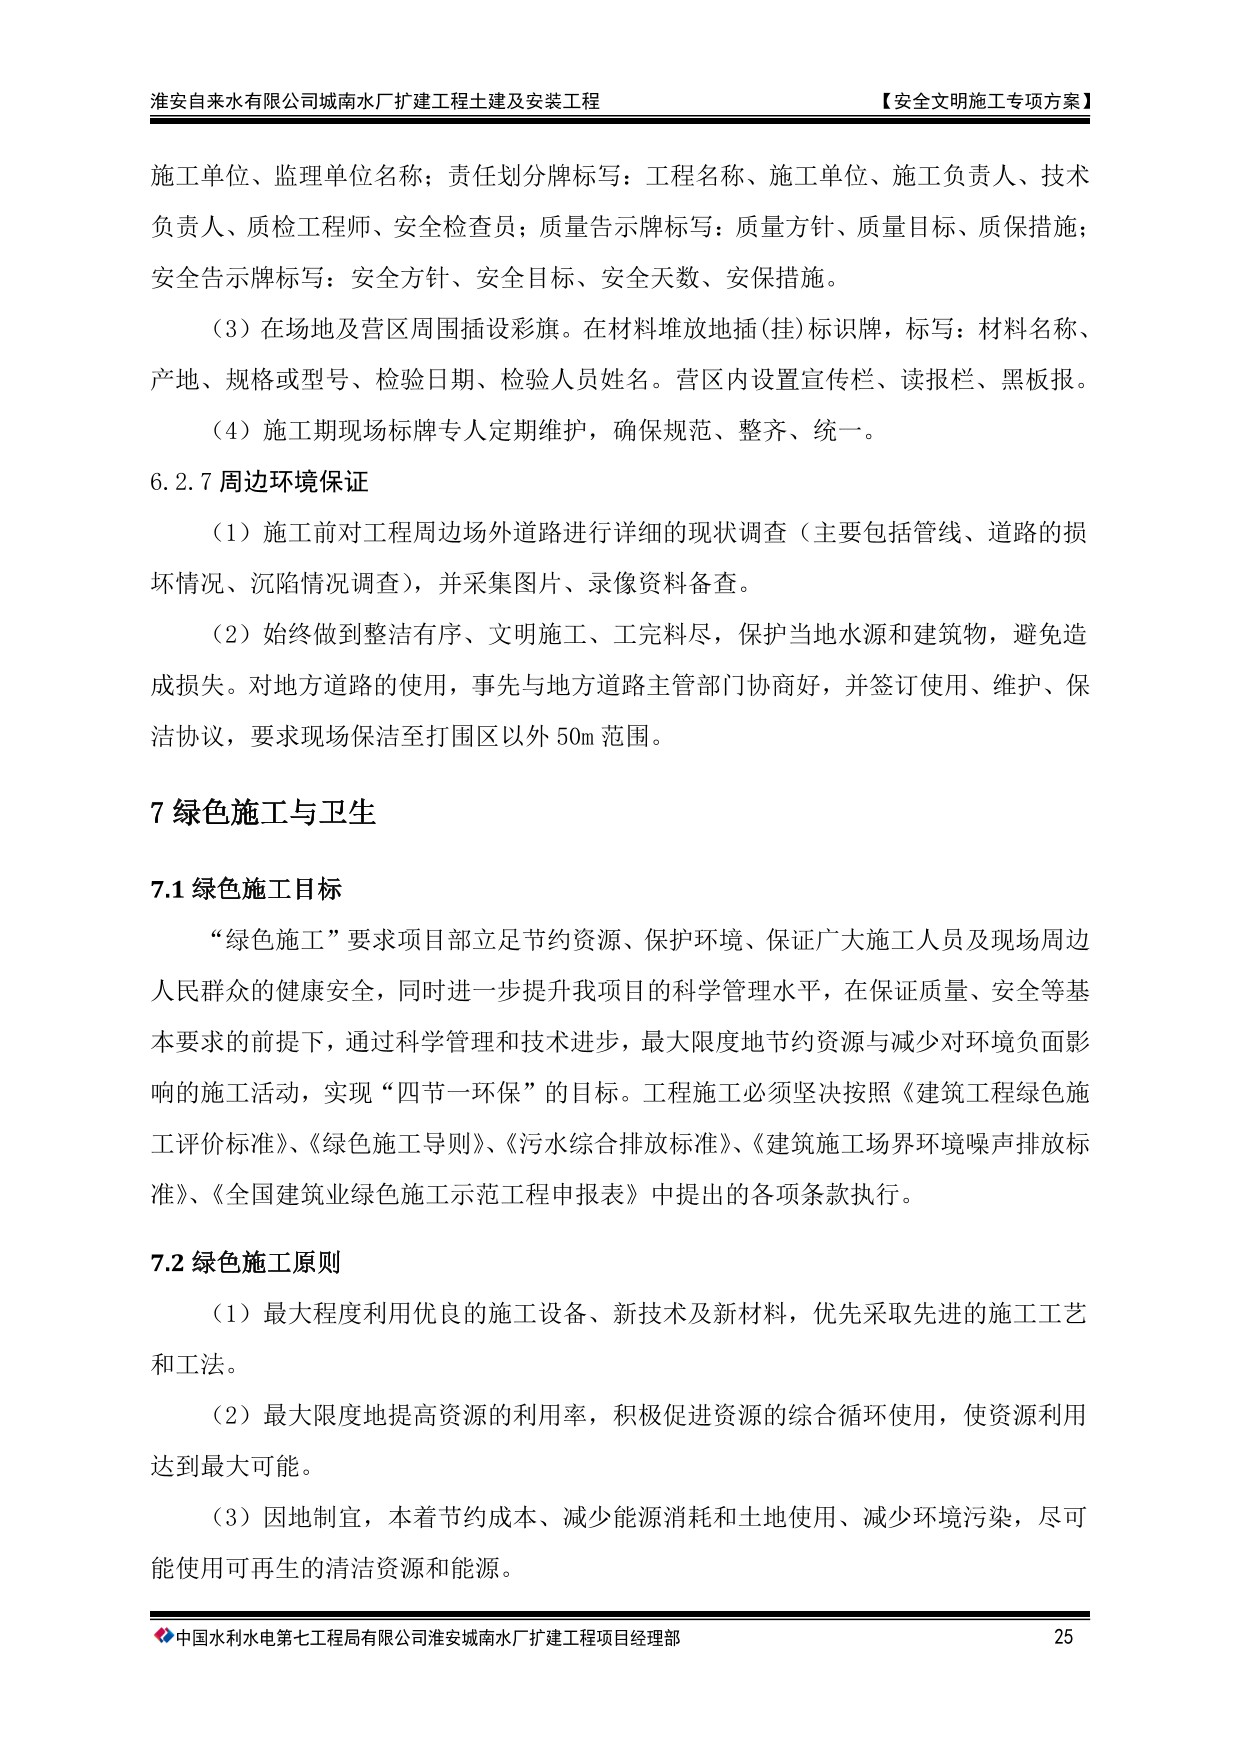 淮安自来水有限公司城南水厂扩建工程土建及安装工程 【安全文明施工专项方案】
施工单位、监理单位名称；责任划分牌标写：工程名称、施工单位、施工负责人、技术
负责人、质检工程师、安全检查员；质量告示牌标写：质量方针、质量目标、质保措施；
安全告示牌标写：安全方针、安全目标、安全天数、安保措施。
（3）在场地及营区周围插设彩旗。在材料堆放地插(挂)标识牌，标写：材料名称、
产地、规格或型号、检验日期、检验人员姓名。营区内设置宣传栏、读报栏、黑板报。
（4）施工期现场标牌专人定期维护，确保规范、整齐、统一。
6.2.7 周边环境保证
（1）施工前对工程周边场外道路进行详细的现状调查（主要包括管线、道路的损
坏情况、沉陷情况调查），并采集图片、录像资料备查。
（2）始终做到整洁有序、文明施工、工完料尽，保护当地水源和建筑物，避免造
成损失。对地方道路的使用，事先与地方道路主管部门协商好，并签订使用、维护、保
洁协议，要求现场保洁至打围区以外 50m 范围。
7 绿色施工与卫生
7.1 绿色施工目标
“绿色施工”要求项目部立足节约资源、保护环境、保证广大施工人员及现场周边
人民群众的健康安全，同时进一步提升我项目的科学管理水平，在保证质量、安全等基
本要求的前提下，通过科学管理和技术进步，最大限度地节约资源与减少对环境负面影
响的施工活动，实现“四节一环保”的目标。工程施工必须坚决按照《建筑工程绿色施
工评价标准》、《绿色施工导则》、《污水综合排放标准》、《建筑施工场界环境噪声排放标
准》、《全国建筑业绿色施工示范工程申报表》中提出的各项条款执行。
7.2 绿色施工原则
（1）最大程度利用优良的施工设备、新技术及新材料，优先采取先进的施工工艺
和工法。
（2）最大限度地提高资源的利用率，积极促进资源的综合循环使用，使资源利用
达到最大可能。
（3）因地制宜，本着节约成本、减少能源消耗和土地使用、减少环境污染，尽可
能使用可再生的清洁资源和能源。
中国水利水电第七工程局有限公司淮安城南水厂扩建工程项目经理部 25